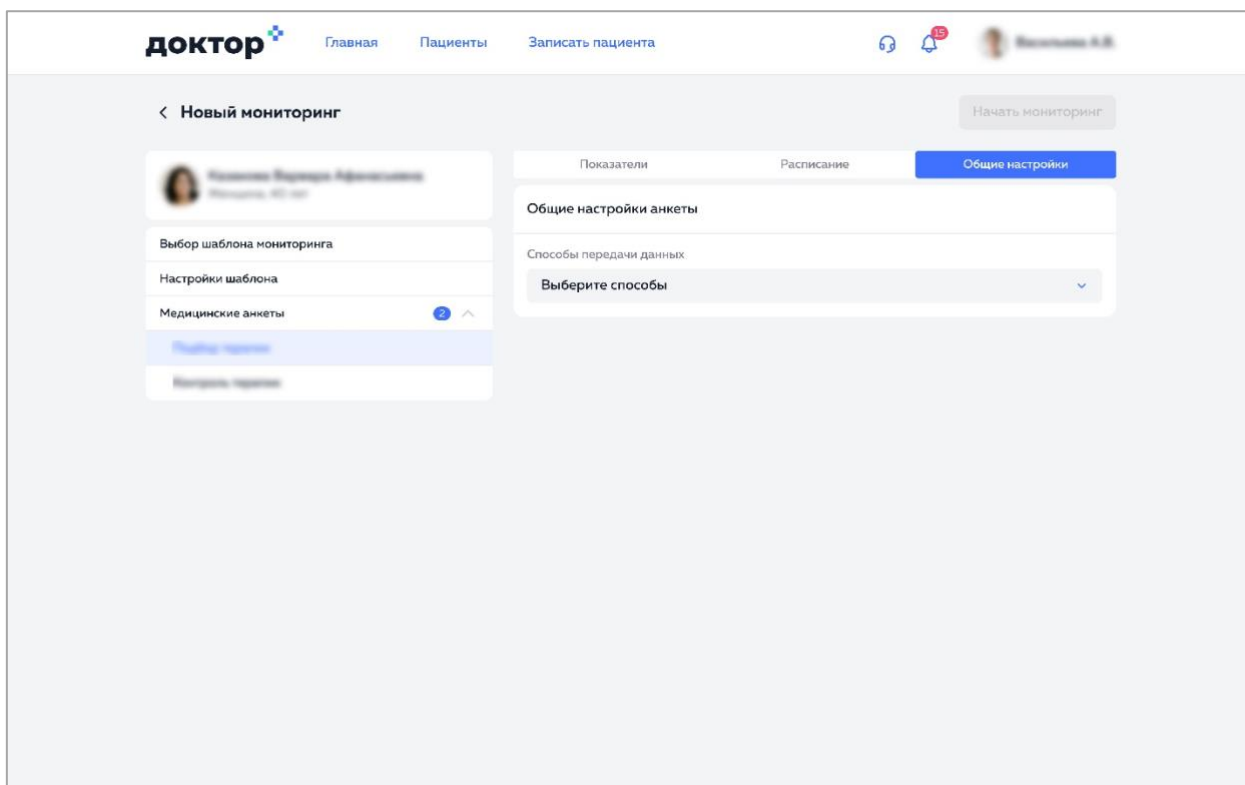 доктор
Главная Пациенты Записать пациента 15
Новый мониторинг Начать мониторинг
Показатели Расписание Общие настройки
Общие настройки анкеты
Выбор шаблона мониторинга
Способы передачи данных
Настройки шаблона
Выберите способы
Медицинские анкеты 2